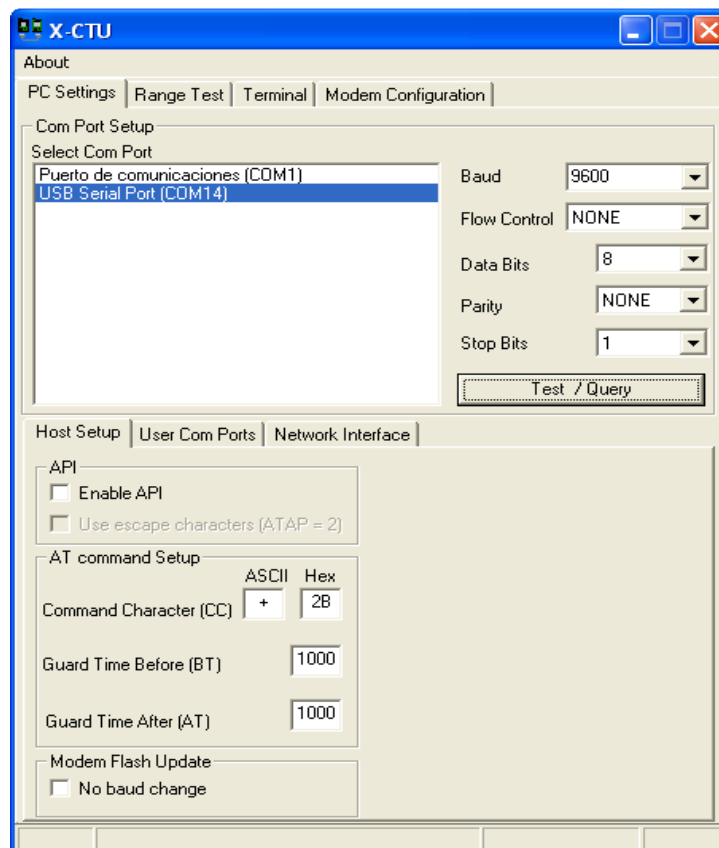 X-CTU
About
PC Settings Range Test Terminal Modem Configuration
Com Port Setup
Select Com Port
Puerto de comunicaciones (COM1)
USB Serial Port (COM14)
Baud 9600
Flow Control NONE
Data Bits 8
Parity NONE
Stop Bits 1
Test / Query
Host Setup User Com Ports Network Interface
API
Enable API
Use escape characters (ATAP = 2)
AT command Setup
ASCII Hex
Command Character (CC) + 2B
Guard Time Before (BT) 1000
Guard Time After (AT) 1000
Modem Flash Update
No baud change